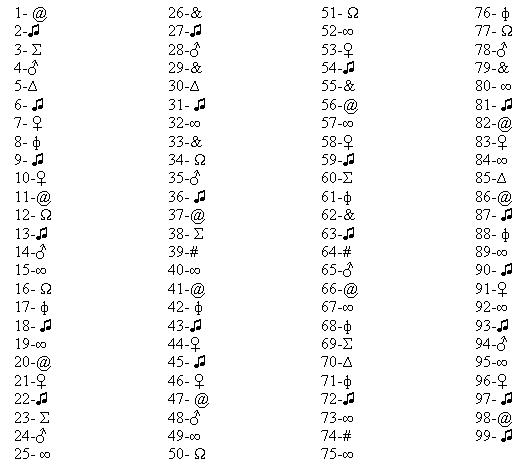 1- @ 26-& 51- Ω 76- ф
2-♫ 27-♫ 52-∞ 77- Ω
3- Σ 28-♂ 53-♀ 78-♂
4-♂ 29-& 54-♫ 79-&
5-Δ 30-Δ 55-& 80- ∞
6- ♫ 31- ♫ 56-@ 81- ♫
7- ♀ 32-∞ 57-∞ 82-@
8- ф 33-& 58-♀ 83-♀
9- ♫ 34- Ω 59-♫ 84-∞
10-♀ 35-♂ 60-Σ 85-Δ
11-@ 36- ♫ 61-ф 86-@
12- Ω 37-@ 62-& 87- ♫
13-♫ 38- Σ 63-♫ 88- ф
14-♂ 39-# 64-# 89-∞
15-∞ 40-∞ 65-♂ 90-♫
16- Ω 41-@ 66-@ 91-♀
17- ф 42- ф 67-∞ 92-∞
18- ♫ 43-♫ 68-ф 93-♫
19-∞ 44-♀ 69-Σ 94-♂
20-@ 45- ♫ 70-Δ 95-∞
21-♀ 46- ♀ 71-ф 96-♀
22-♫ 47- @ 72-♫ 97- ♫
23- Σ 48-♂ 73-∞ 98-@
24-♂ 49-∞ 74-# 99-♫
25- ∞ 50- Ω 75-∞